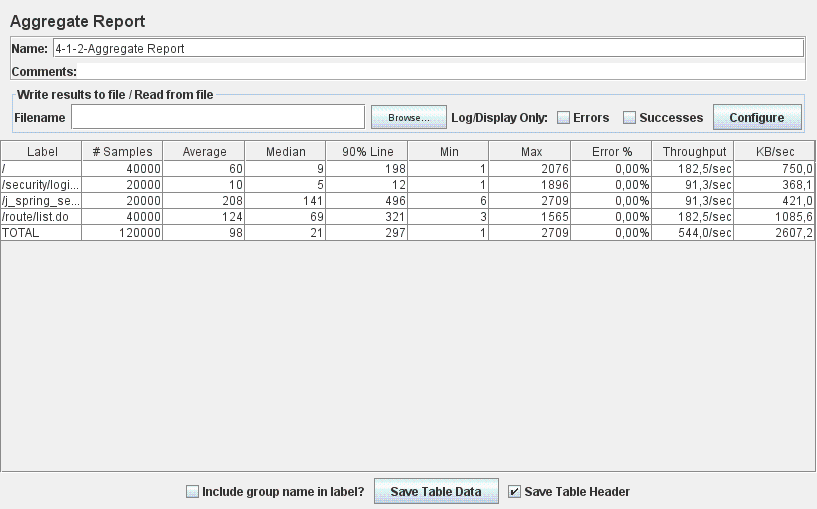 Aggregate Report
Name: 4-1-2-Aggregate Report
Comments:
Write results to file / Read from file
Filename Browse... Log/Display Only: Errors Successes Configure
Label # Samples Average Median 90% Line Min Max Error % Throughput KB/sec
/ 40000 60 9 198 1 2076 0,00% 182,5/sec 750,0
/security/logi... 20000 10 5 12 1 1896 0,00% 91,3/sec 368,1
/j_spring_se... 20000 208 141 496 6 2709 0,00% 91,3/sec 421,0
/route/list.do 40000 124 69 321 3 1565 0,00% 182,5/sec 1085,6
TOTAL 120000 98 21 297 1 2709 0,00% 544,0/sec 2607,2
Include group name in label? Save Table Data Save Table Header